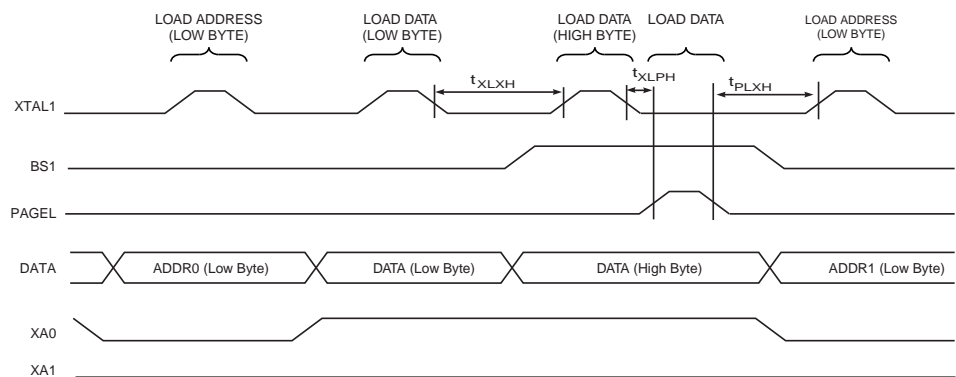 LOAD ADDRESS
(LOW BYTE)
LOAD DATA
(LOW BYTE)
LOAD DATA
(HIGH BYTE)
LOAD DATA
LOAD ADDRESS
(LOW BYTE)
tXLXH
tXLPH
tPLXH
XTAL1
BS1
PAGEL
DATA
ADDR0 (Low Byte)
DATA (Low Byte)
DATA (High Byte)
ADDR1 (Low Byte)
XA0
XA1